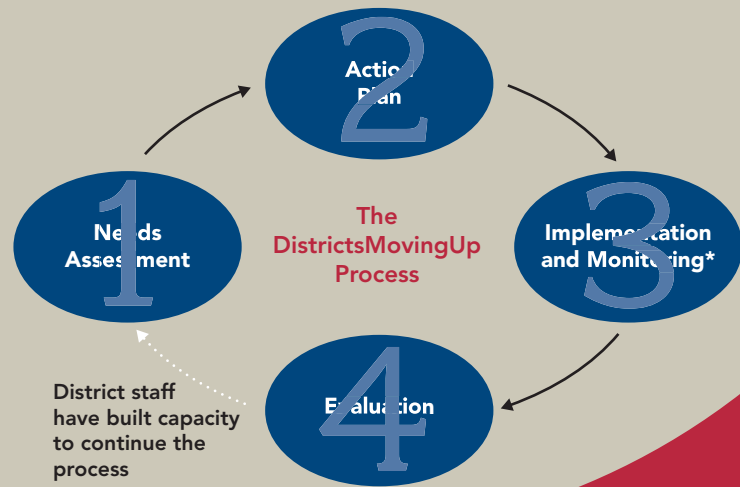 2
Action
Plan
1
Needs
Assessment
The
DistrictsMovingUp
Process
3
Implementation
and Monitoring*
4
Evaluation
District staff
have built capacity
to continue the
process